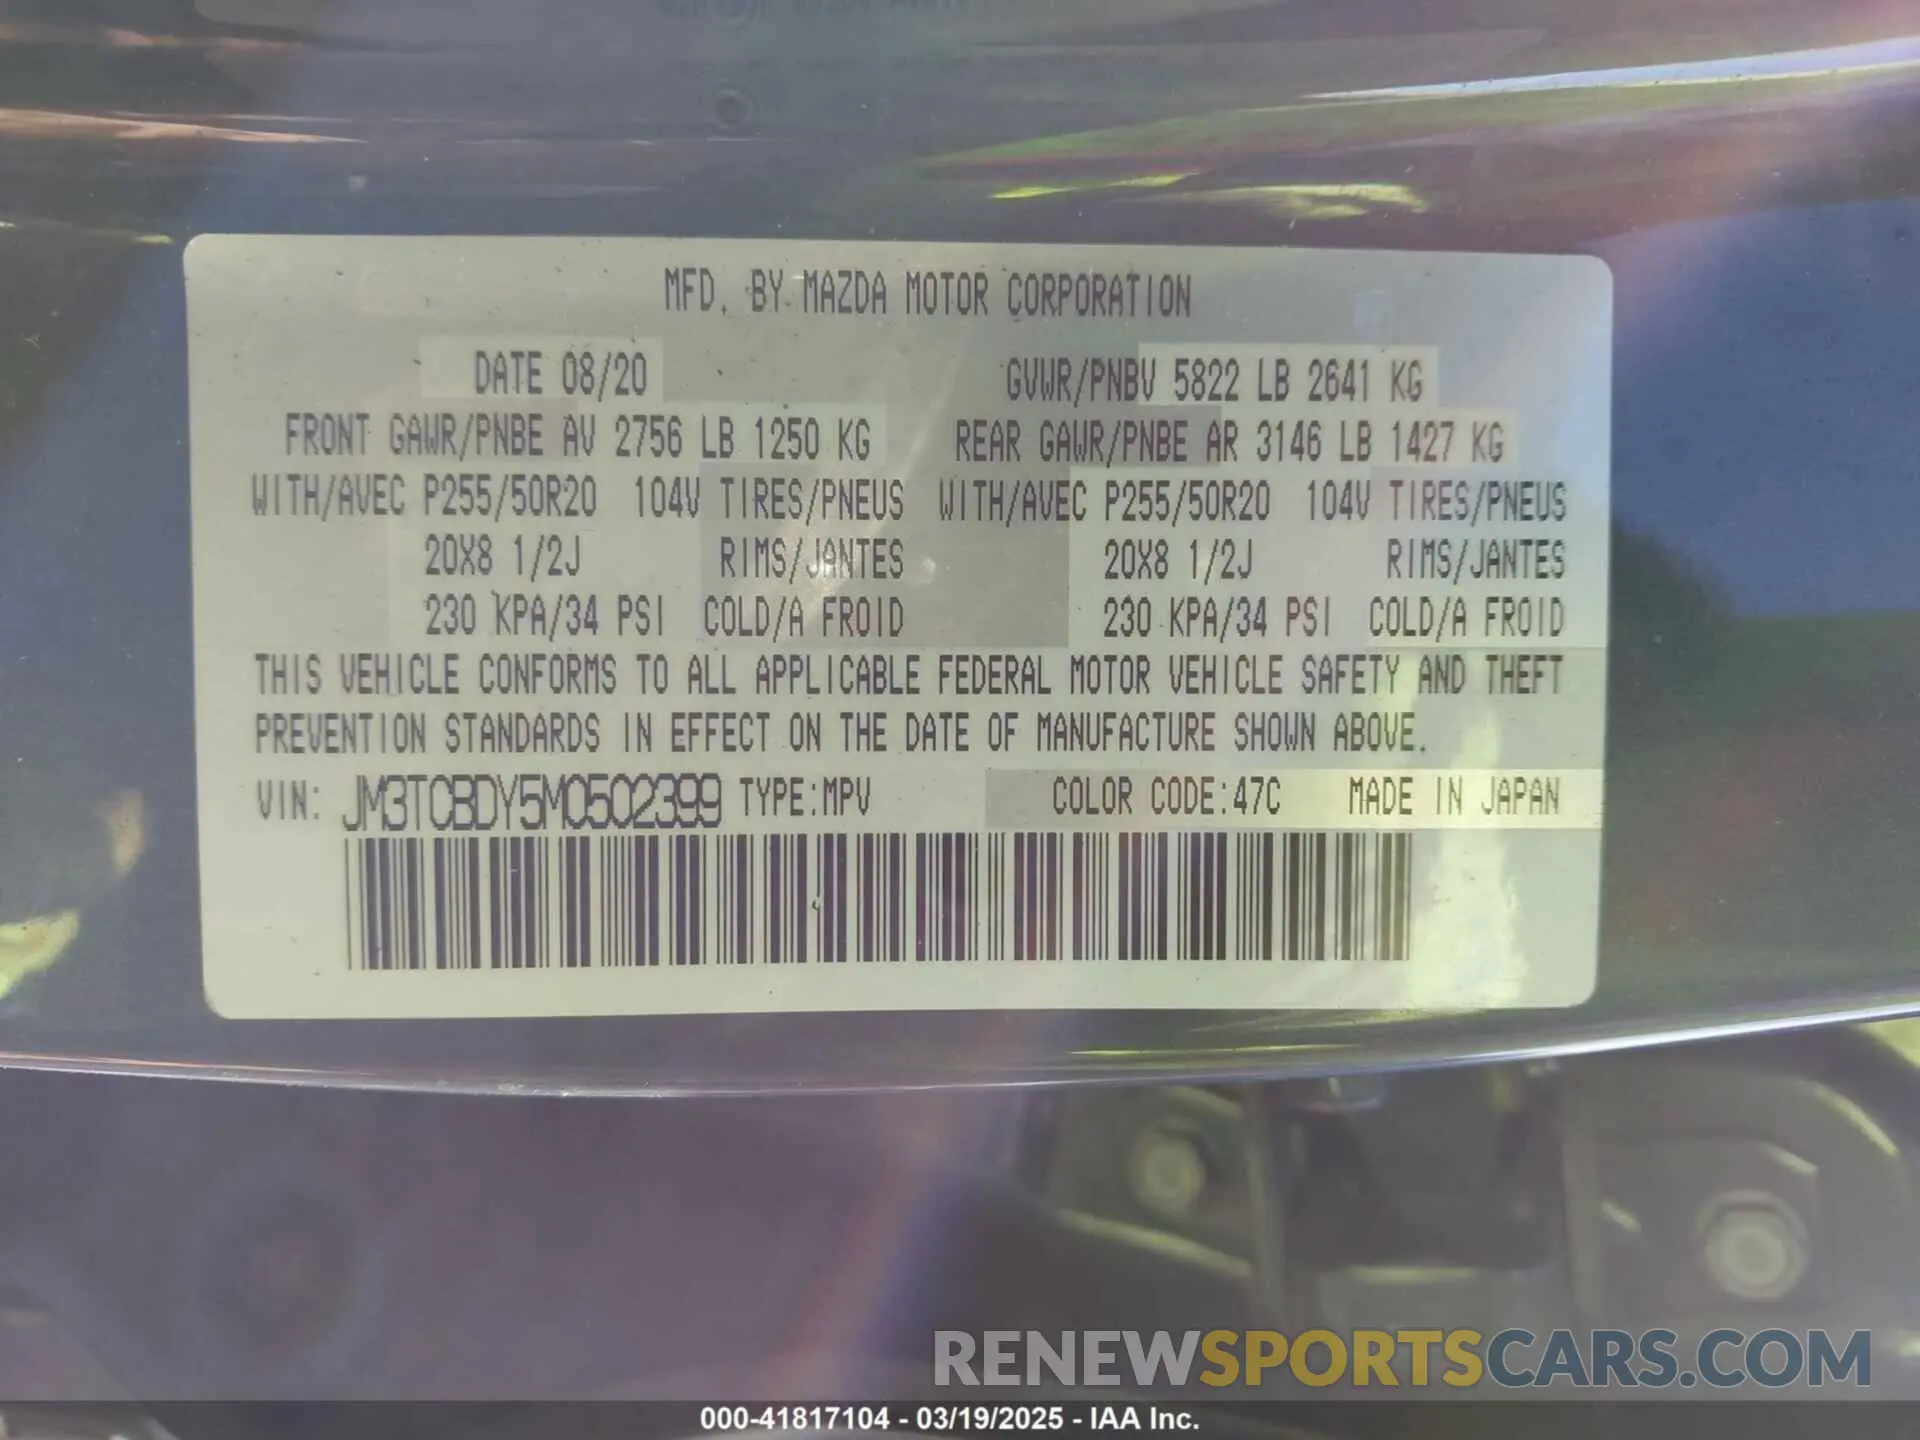 MFD. BY MAZDA MOTOR CORPORATION
DATE 08/20 GVWR/PNBV 5822 LB 2641 KG
FRONT GAWR/PNBE AV 2756 LB 1250 KG REAR GAWR/PNBE AR 3146 LB 1427 KG
WITH/AVEC P255/50R20 104V TIRES/PNEUS WITH/AVEC P255/50R20 104V TIRES/PNEUS
20X8 1/2J RIMS/JANTES 20X8 1/2J RIMS/JANTES
230 KPA/34 PSI COLD/A FROID 230 KPA/34 PSI COLD/A FROID
THIS VEHICLE CONFORMS TO ALL APPLICABLE FEDERAL MOTOR VEHICLE SAFETY AND THEFT
PREVENTION STANDARDS IN EFFECT ON THE DATE OF MANUFACTURE SHOWN ABOVE.
VIN: JM3TCBDY5M0502399 TYPE:MPV COLOR CODE:47C MADE IN JAPAN
RENEWSPORTSCARS.COM
000-41817104 - 03/19/2025 - IAA Inc.